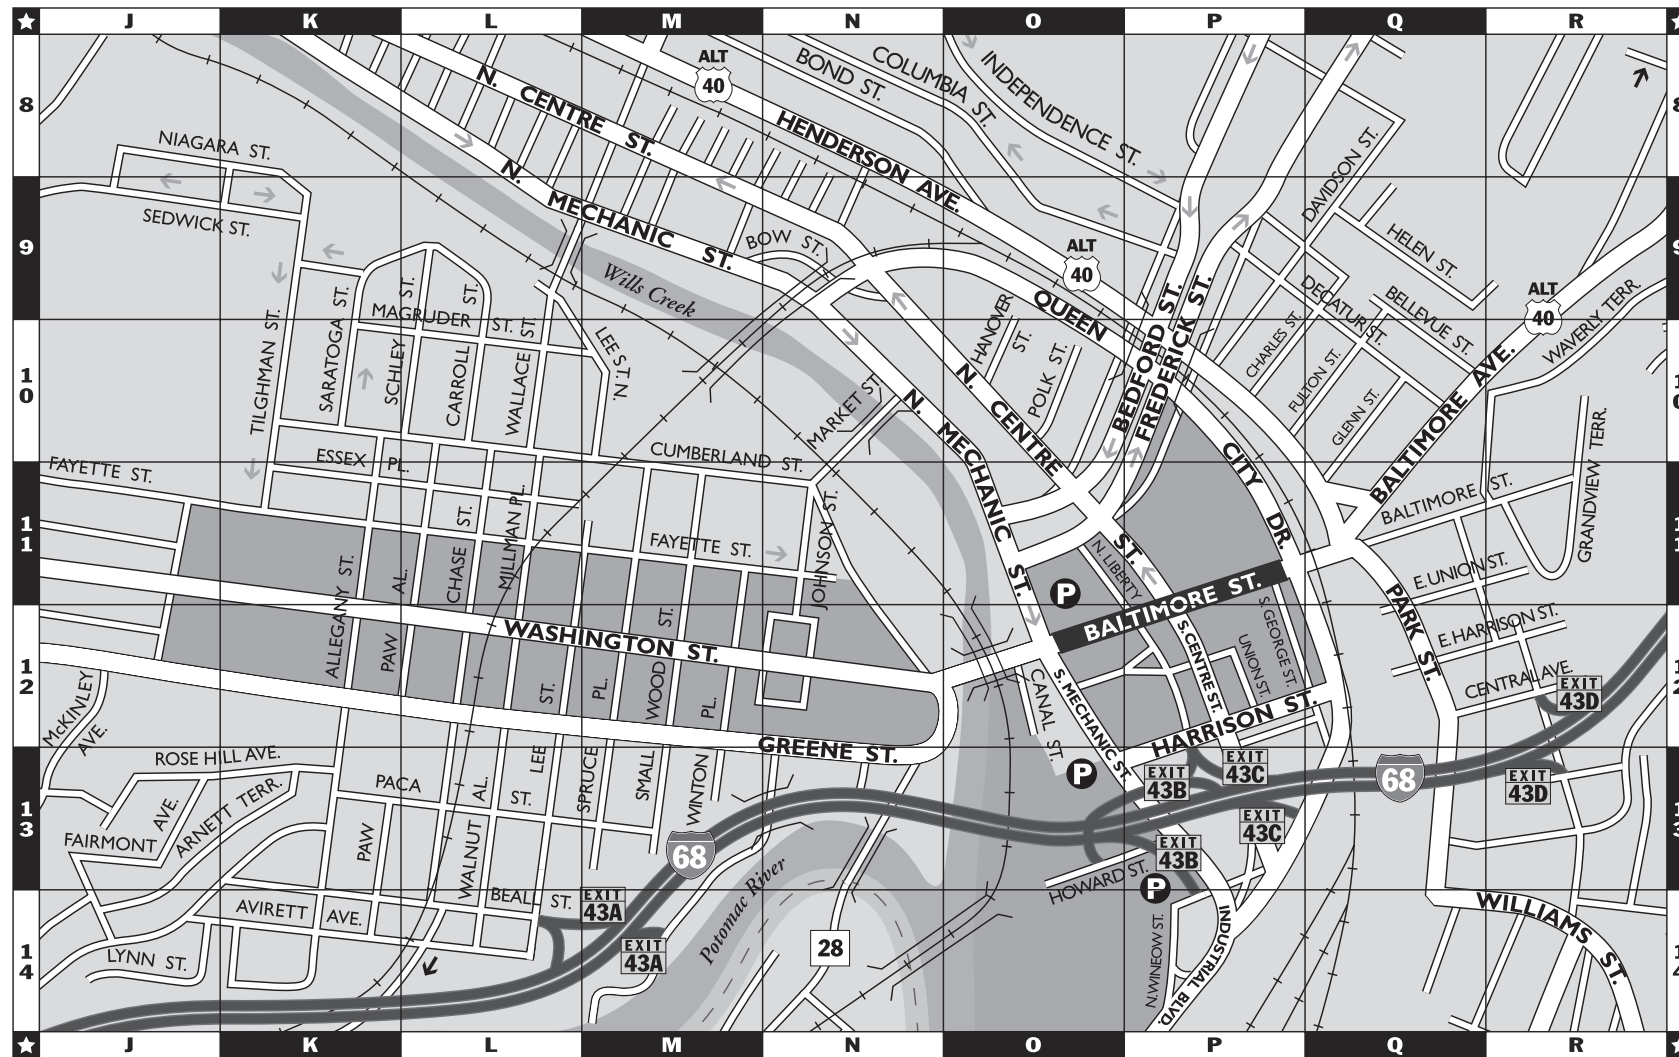 J K L M N O P Q R
8
9
10
11
12
13
14
ALT
40
BOND ST.
COLUMBIA ST.
INDEPENDENCE ST.
N. CENTRE ST.
HENDERSON AVE.
NIAGARA ST.
DAVIDSON ST.
N. MECHANIC ST.
SEDWICK ST.
BOW ST.
HELEN ST.
Wills Creek
ALT
40
ALT
40
DECATUR ST.
BELLEVUE ST.
WAVERLY TERR.
QUEEN
HANOVER ST.
BEDFORD ST.
FREDERICK ST.
MAGRUDER ST.
TILGHMAN ST.
SARATOGA ST.
SCHLEY ST.
CARROLL ST.
WALLACE ST.
LEE ST. N.
POLK ST.
CHARLES ST.
FULTON ST.
GLENN ST.
BALTIMORE AVE.
MARKET ST.
N. MECHANIC ST.
N. CENTRE ST.
CITY DR.
ESSEX PL.
CUMBERLAND ST.
FAYETTE ST.
BALTIMORE ST.
GRANDVIEW TERR.
FAYETTE ST.
JOHNSON ST.
CHASE ST.
MILLMAN PL.
N. LIBERTY
P
E. UNION ST.
ALLEGANY ST.
PAW AL.
BALTIMORE ST.
S. GEORGE ST.
UNION ST.
S. CENTRE ST.
PARK ST.
E. HARRISON ST.
WASHINGTON ST.
WOOD ST.
PL.
PL.
CENTRAL AVE.
EXIT
43D
McKINLEY AVE.
CANAL ST.
S. MECHANIC ST.
HARRISON ST.
GREENE ST.
ROSE HILL AVE.
PACA ST.
LEE ST.
SPRUCE
SMALL
WINTON
P
EXIT
43B
EXIT
43C
68
EXIT
43D
FAIRMONT AVE.
ARNETT TERR.
PAW
WALNUT AL.
68
EXIT
43C
EXIT
43B
Potomac River
HOWARD ST.
P
BEALL ST.
EXIT
43A
AVIRETT AVE.
EXIT
43A
28
LYNN ST.
N. WINEOW ST.
INDUSTRIAL BLVD.
WILLIAMS ST.
J K L M N O P Q R